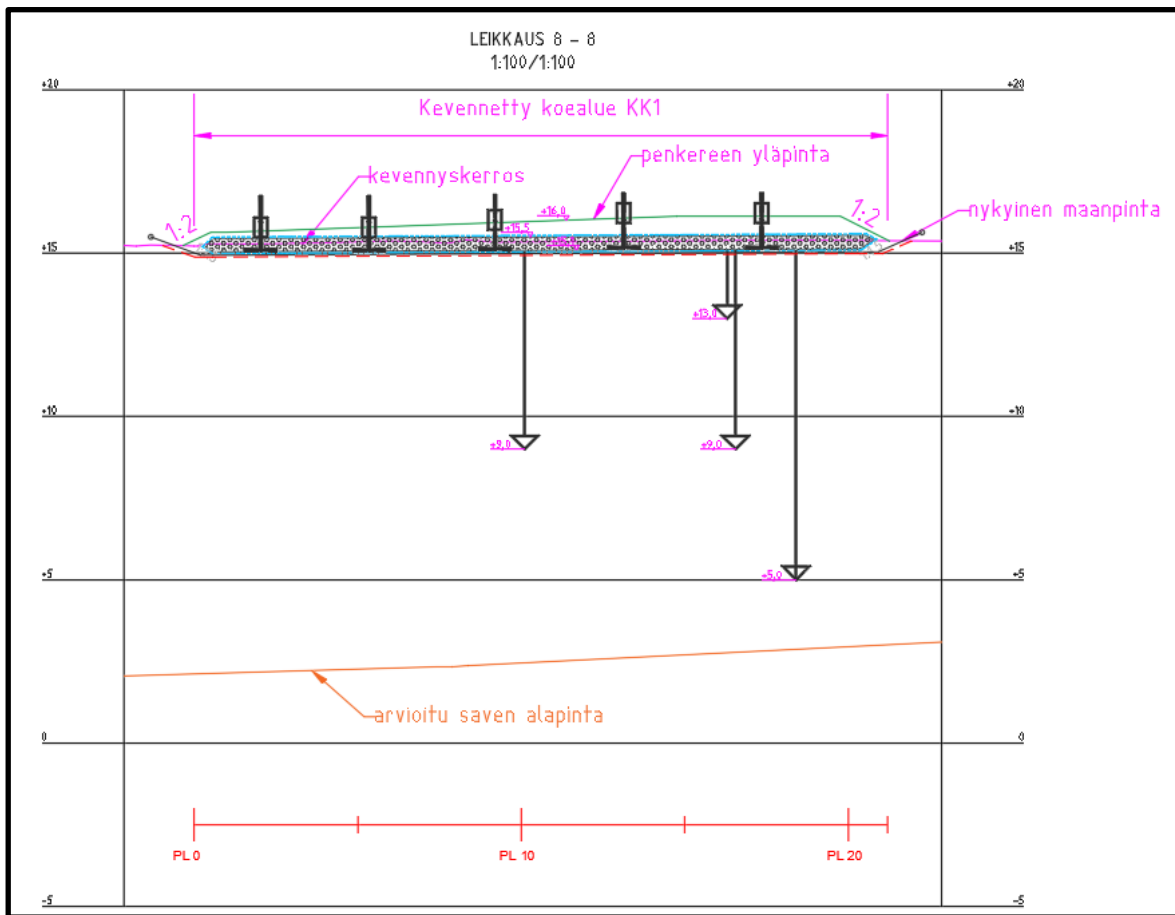 LEIKKAUS 8 - 8
1:100/1:100
+20
+20
Kevennetty koealue KK1
penkereen yläpinta
kevennyskerros
+16,0
nykyinen maanpinta
1:2
1:2
+15,5
+15
+15
+13,0
+10
+10
+9,0
+9,0
+5
+5,0
+5
arvioitu saven alapinta
0
0
PL 0
PL 10
PL 20
-5
-5